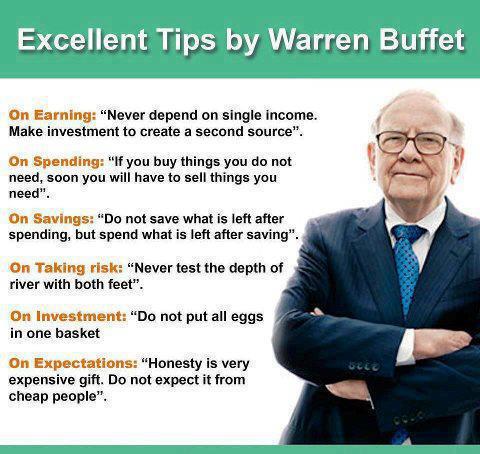 Excellent Tips by Warren Buffet
On Earning: “Never depend on single income.
Make investment to create a second source”.
On Spending: “If you buy things you do not
need, soon you will have to sell things you
need”.
On Savings: “Do not save what is left after
spending, but spend what is left after saving”.
On Taking risk: “Never test the depth of
river with both feet”.
On Investment: “Do not put all eggs
in one basket
On Expectations: “Honesty is very
expensive gift. Do not expect it from
cheap people”.